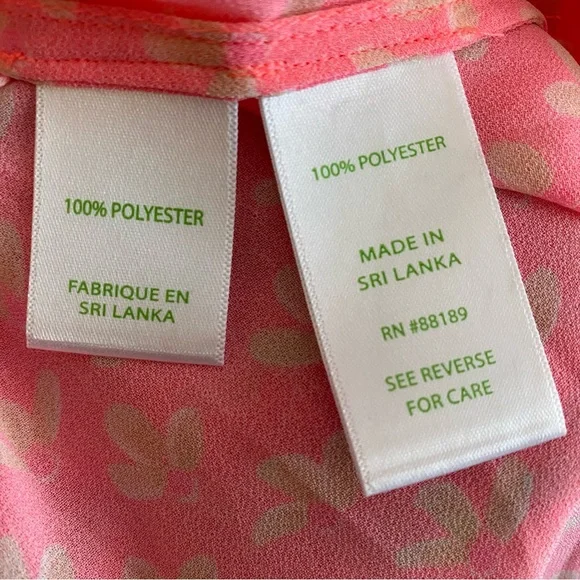 100% POLYESTER
FABRIQUE EN
SRI LANKA
100% POLYESTER
MADE IN
SRI LANKA
RN #88189
SEE REVERSE
FOR CARE